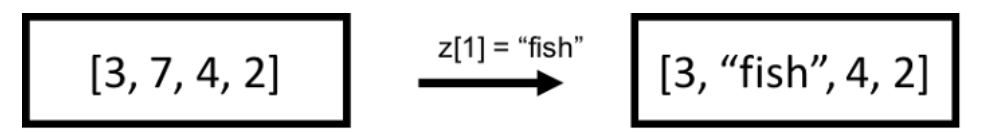 [3, 7, 4, 2]
z[1] = “fish”
[3, “fish”, 4, 2]